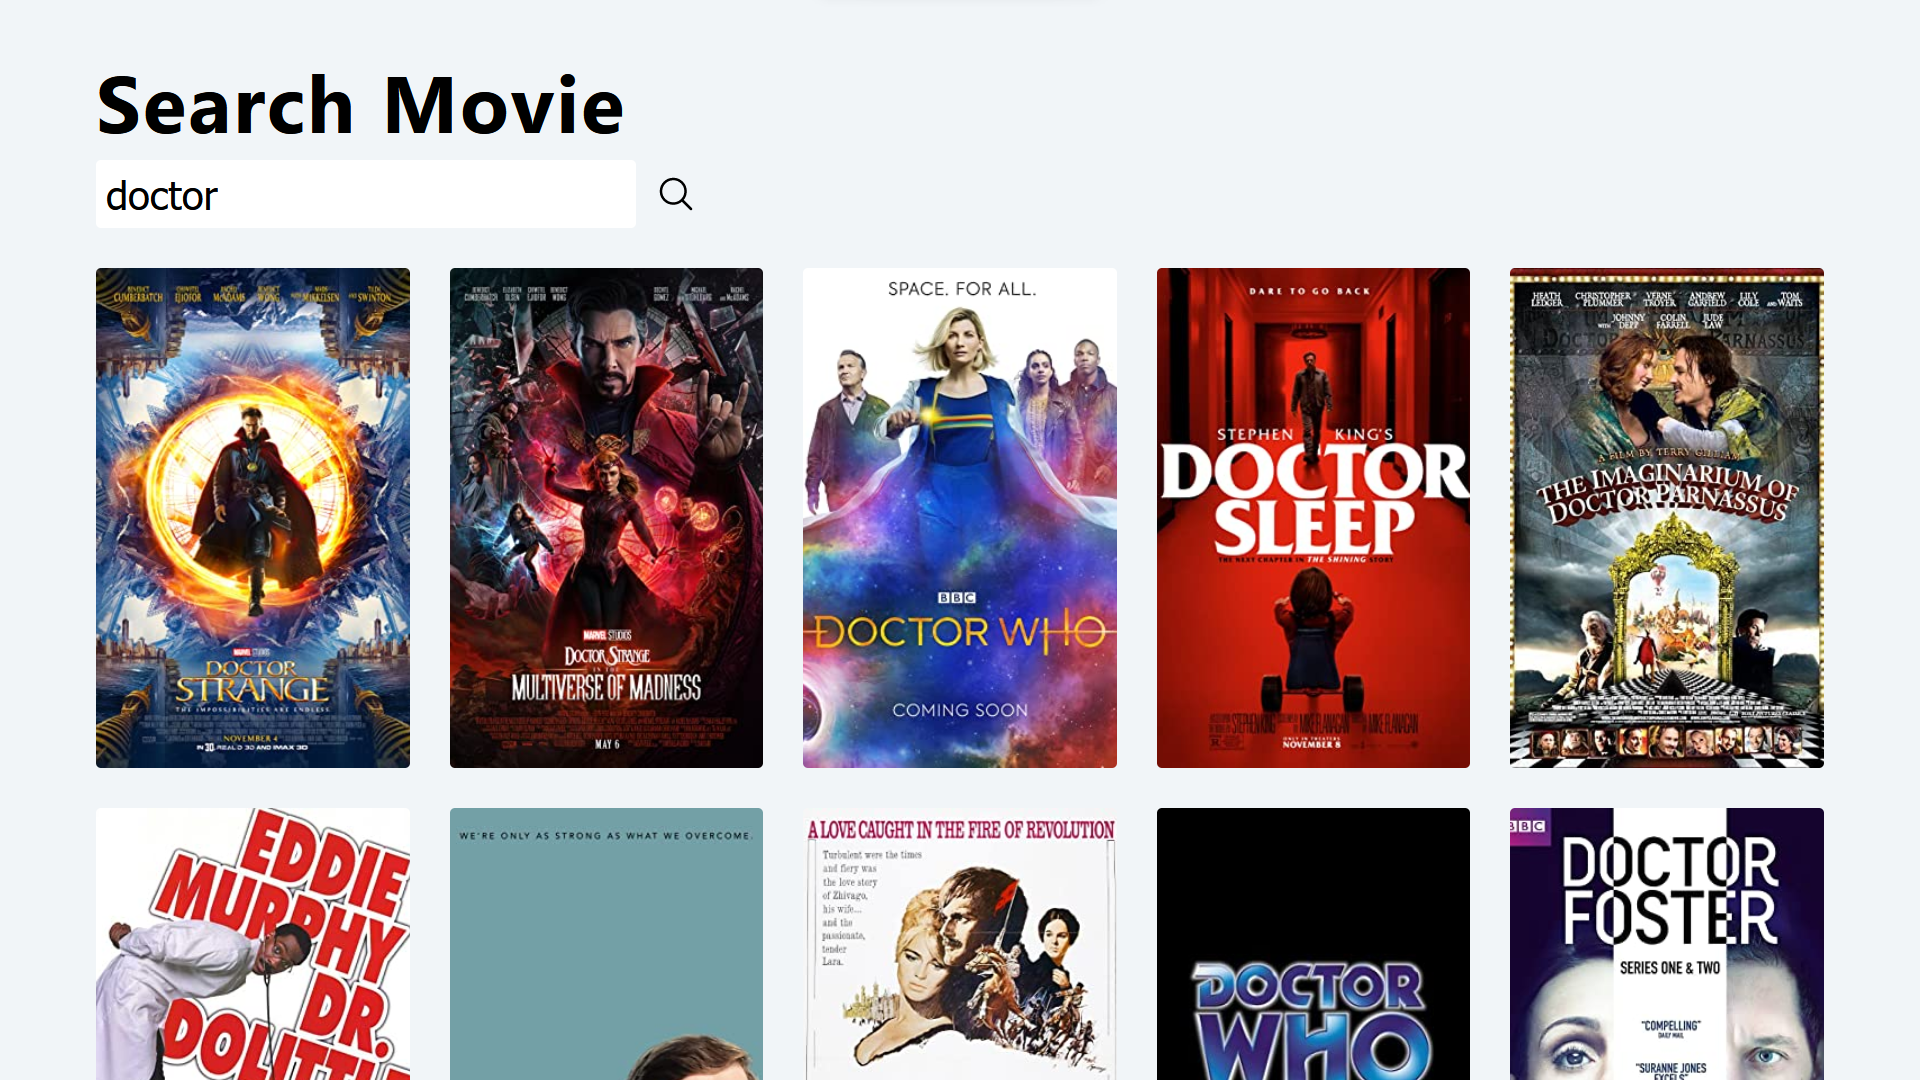 Search Movie
doctor
BENEDICT CUMBERBATCH CHIWETEL EJIOFOR RACHEL McADAMS BENEDICT WONG MADS MIKKELSEN AND TILDA SWINTON
MARVEL STUDIOS
DOCTOR
STRANGE
THE IMPOSSIBILITIES ARE ENDLESS.
NOVEMBER 4
IN 3D, REAL D 3D AND IMAX 3D
BENEDICT CUMBERBATCH ELIZABETH OLSEN CHIWETEL EJIOFOR BENEDICT WONG XOCHITL GOMEZ MICHAEL STUHLBARG RACHEL McADAMS
MARVEL STUDIOS
DOCTOR STRANGE
IN THE
MULTIVERSE OF MADNESS
MAY 6
SPACE. FOR ALL.
BBC
DOCTOR WHO
COMING SOON
DARE TO GO BACK
STEPHEN KING'S
DOCTOR
SLEEP
THE NEXT CHAPTER IN THE SHINING STORY
ONLY IN THEATERS
NOVEMBER 8
HEATH LEDGER CHRISTOPHER PLUMMER VERNE TROYER ANDREW GARFIELD LILY COLE AND TOM WAITS
WITH JOHNNY DEPP COLIN FARRELL JUDE LAW
A FILM BY TERRY GILLIAM
THE IMAGINARIUM OF
DOCTOR PARNASSUS
EDDIE
MURPHY
DR.
DOLITTL
WE'RE ONLY AS STRONG AS WHAT WE OVERCOME.
A LOVE CAUGHT IN THE FIRE OF REVOLUTION
Turbulent were the times
and fiery was
the love story
of Zhivago,
his wife...
and the
passionate,
tender
Lara.
DOCTOR
WHO
BBC
DOCTOR
FOSTER
SERIES ONE & TWO
"COMPELLING"
DAILY MAIL
"SURANNE JONES
EXCELS"